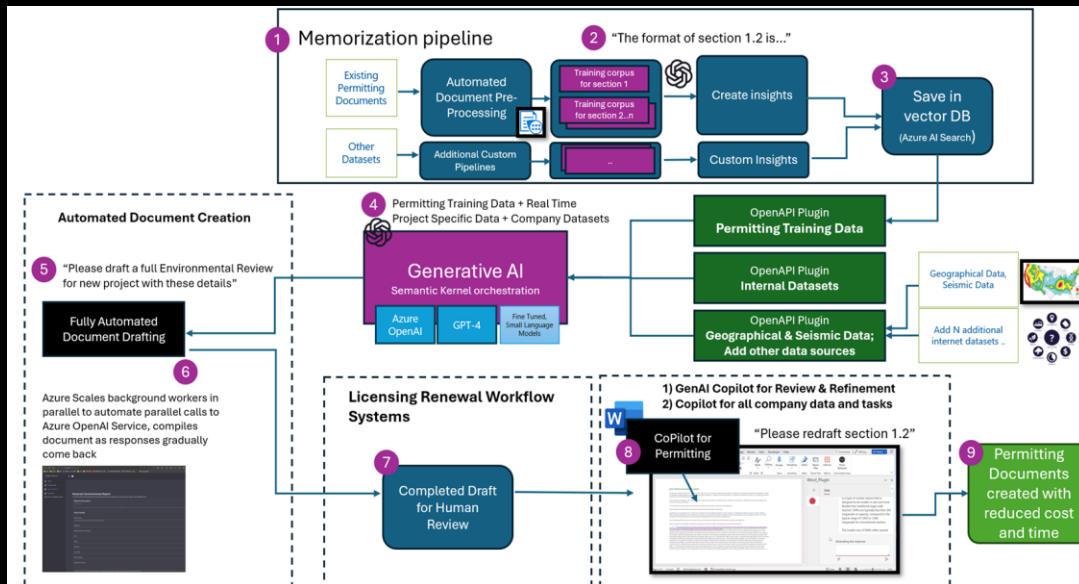 1
Memorization pipeline
2
“The format of section 1.2 is...”
Existing
Permitting
Documents
Automated
Document Pre-
Processing
Training corpus
for section 1
Training corpus
for section 2..n
Create insights
3
Save in
vector DB
(Azure AI Search)
Other
Datasets
Additional Custom
Pipelines
..
Custom Insights
Automated Document Creation
4
Permitting Training Data + Real Time
Project Specific Data + Company Datasets
OpenAPI Plugin
Permitting Training Data
5
“Please draft a full Environmental Review
for new project with these details”
Generative AI
Semantic Kernel orchestration
Azure
OpenAI
GPT-4
Fine Tuned,
Small Language
Models
OpenAPI Plugin
Internal Datasets
Geographical Data,
Seismic Data
Fully Automated
Document Drafting
OpenAPI Plugin
Geographical & Seismic Data;
Add other data sources
Add N additional
internet datasets ..
?
6
Azure Scales background workers in
parallel to automate parallel calls to
Azure OpenAI Service, compiles
document as responses gradually
come back
Licensing Renewal Workflow
Systems
7
Completed Draft
for Human
Review
1) GenAI Copilot for Review & Refinement
2) Copilot for all company data and tasks
W
CoPilot for
Permitting
8
“Please redraft section 1.2”
Word_Plugin
9
Permitting
Documents
created with
reduced cost
and time